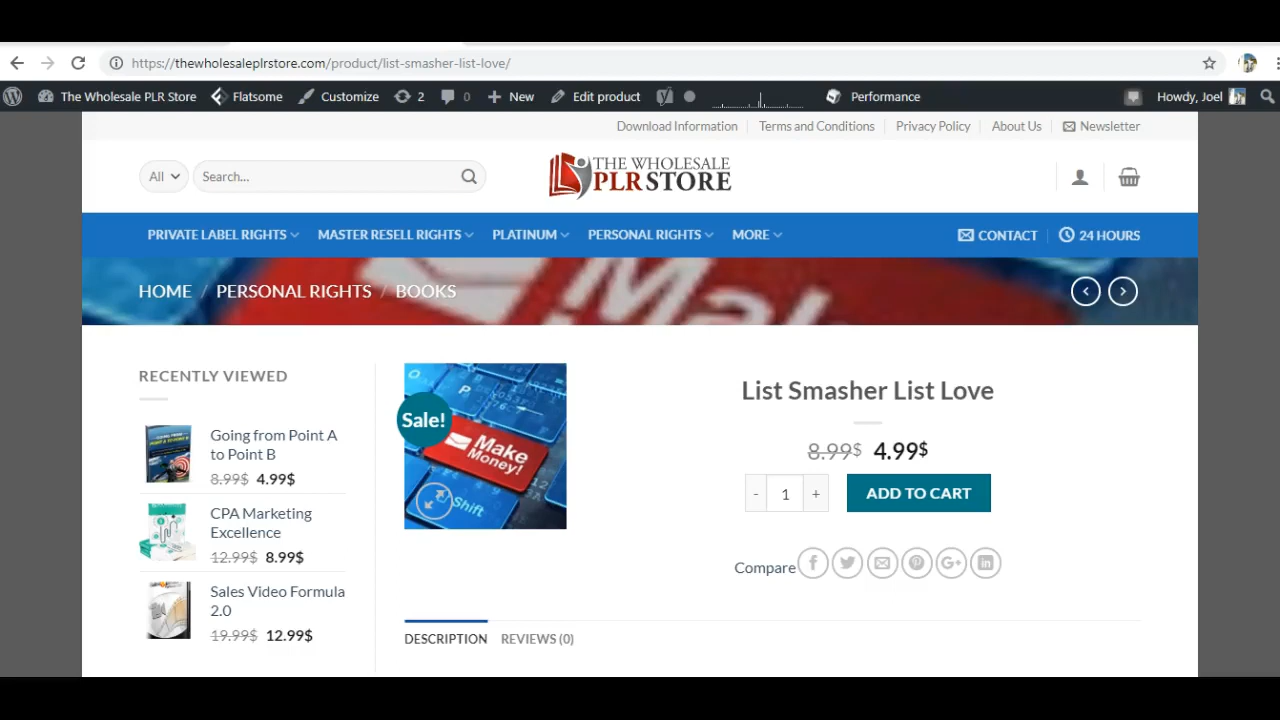 https://thewholesaleplrstore.com/product/list-smasher-list-love/
The Wholesale PLR Store Flatsome Customize 2 0 New Edit product Performance Howdy, Joel
Download Information Terms and Conditions Privacy Policy About Us Newsletter
All Search... THE WHOLESALE
PLR STORE
PRIVATE LABEL RIGHTS MASTER RESELL RIGHTS PLATINUM PERSONAL RIGHTS MORE CONTACT 24 HOURS
HOME / PERSONAL RIGHTS / BOOKS
RECENTLY VIEWED
Going from Point A
to Point B
8.99$ 4.99$
CPA Marketing
Excellence
12.99$ 8.99$
Sales Video Formula
2.0
19.99$ 12.99$
Sale!
Make
Money!
Shift
List Smasher List Love
8.99$ 4.99$
- 1 + ADD TO CART
Compare
DESCRIPTION REVIEWS (0)